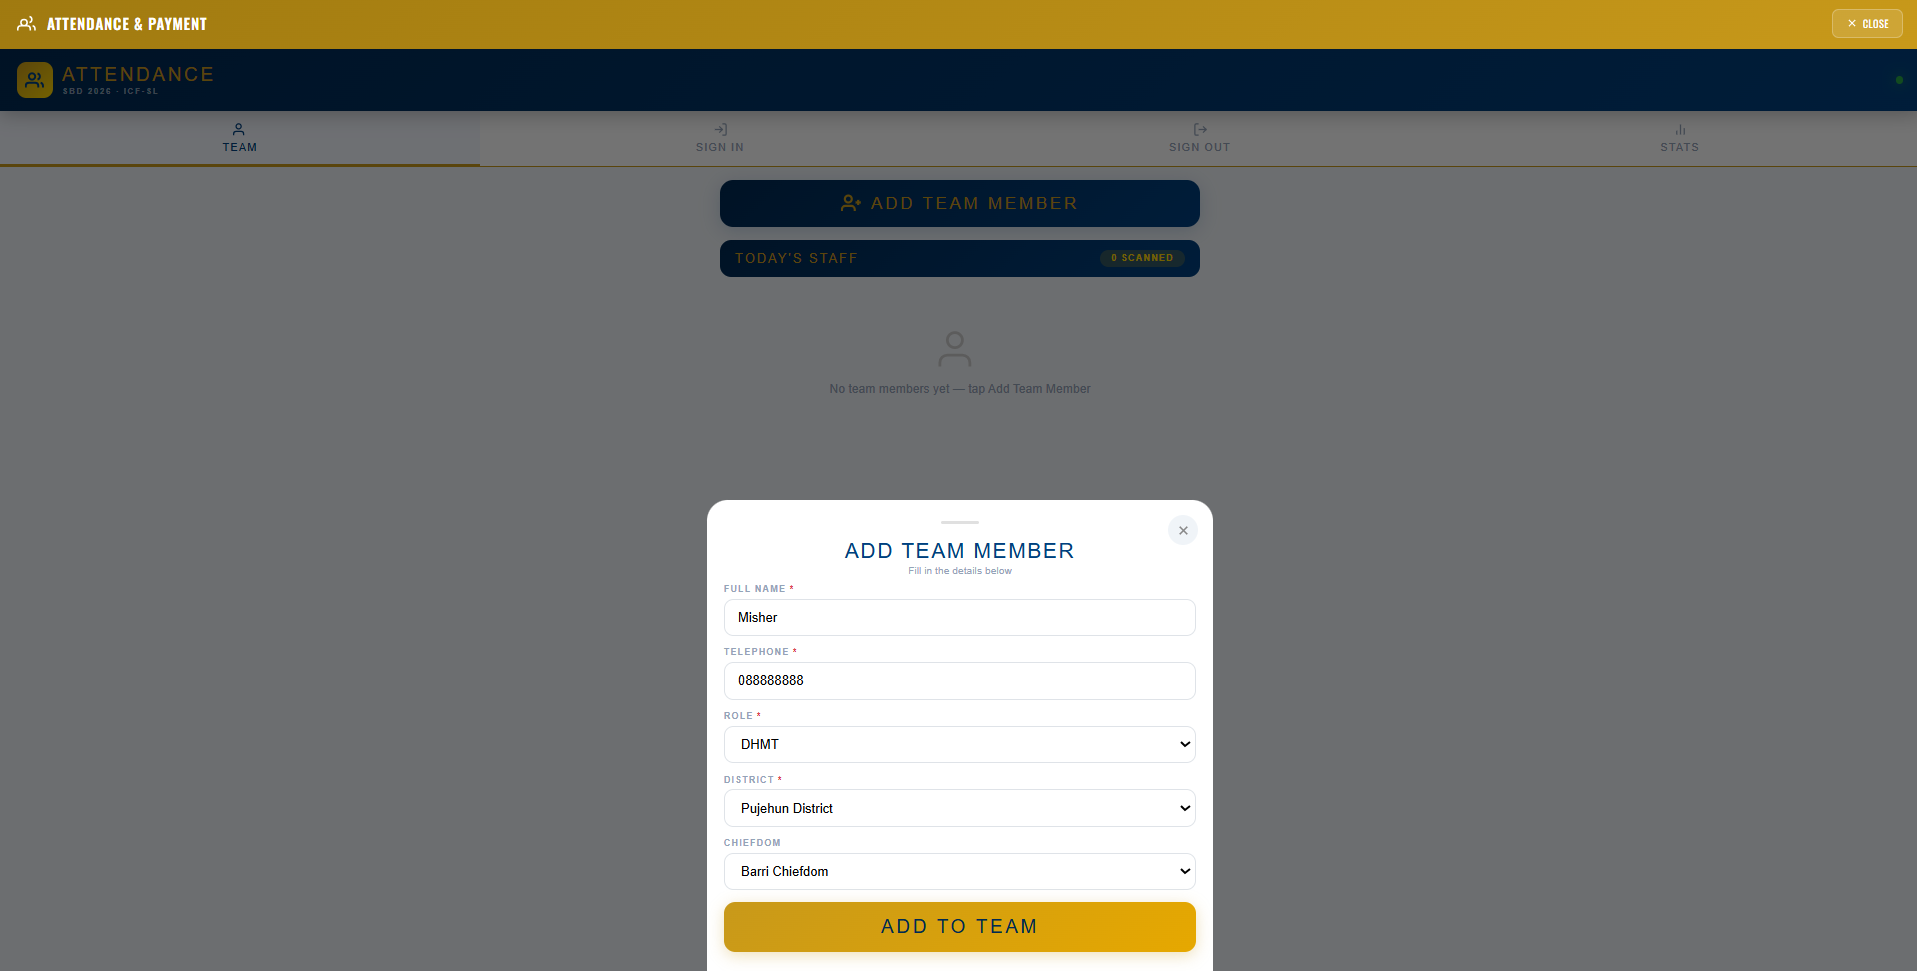 ATTENDANCE & PAYMENT
× CLOSE
ATTENDANCE
SBD 2026 · ICF-SL
TEAM
SIGN IN
SIGN OUT
STATS
ADD TEAM MEMBER
TODAY'S STAFF
0 SCANNED
No team members yet — tap Add Team Member
×
ADD TEAM MEMBER
Fill in the details below
FULL NAME *
Misher
TELEPHONE *
088888888
ROLE *
DHMT
DISTRICT *
Pujehun District
CHIEFDOM
Barri Chiefdom
ADD TO TEAM